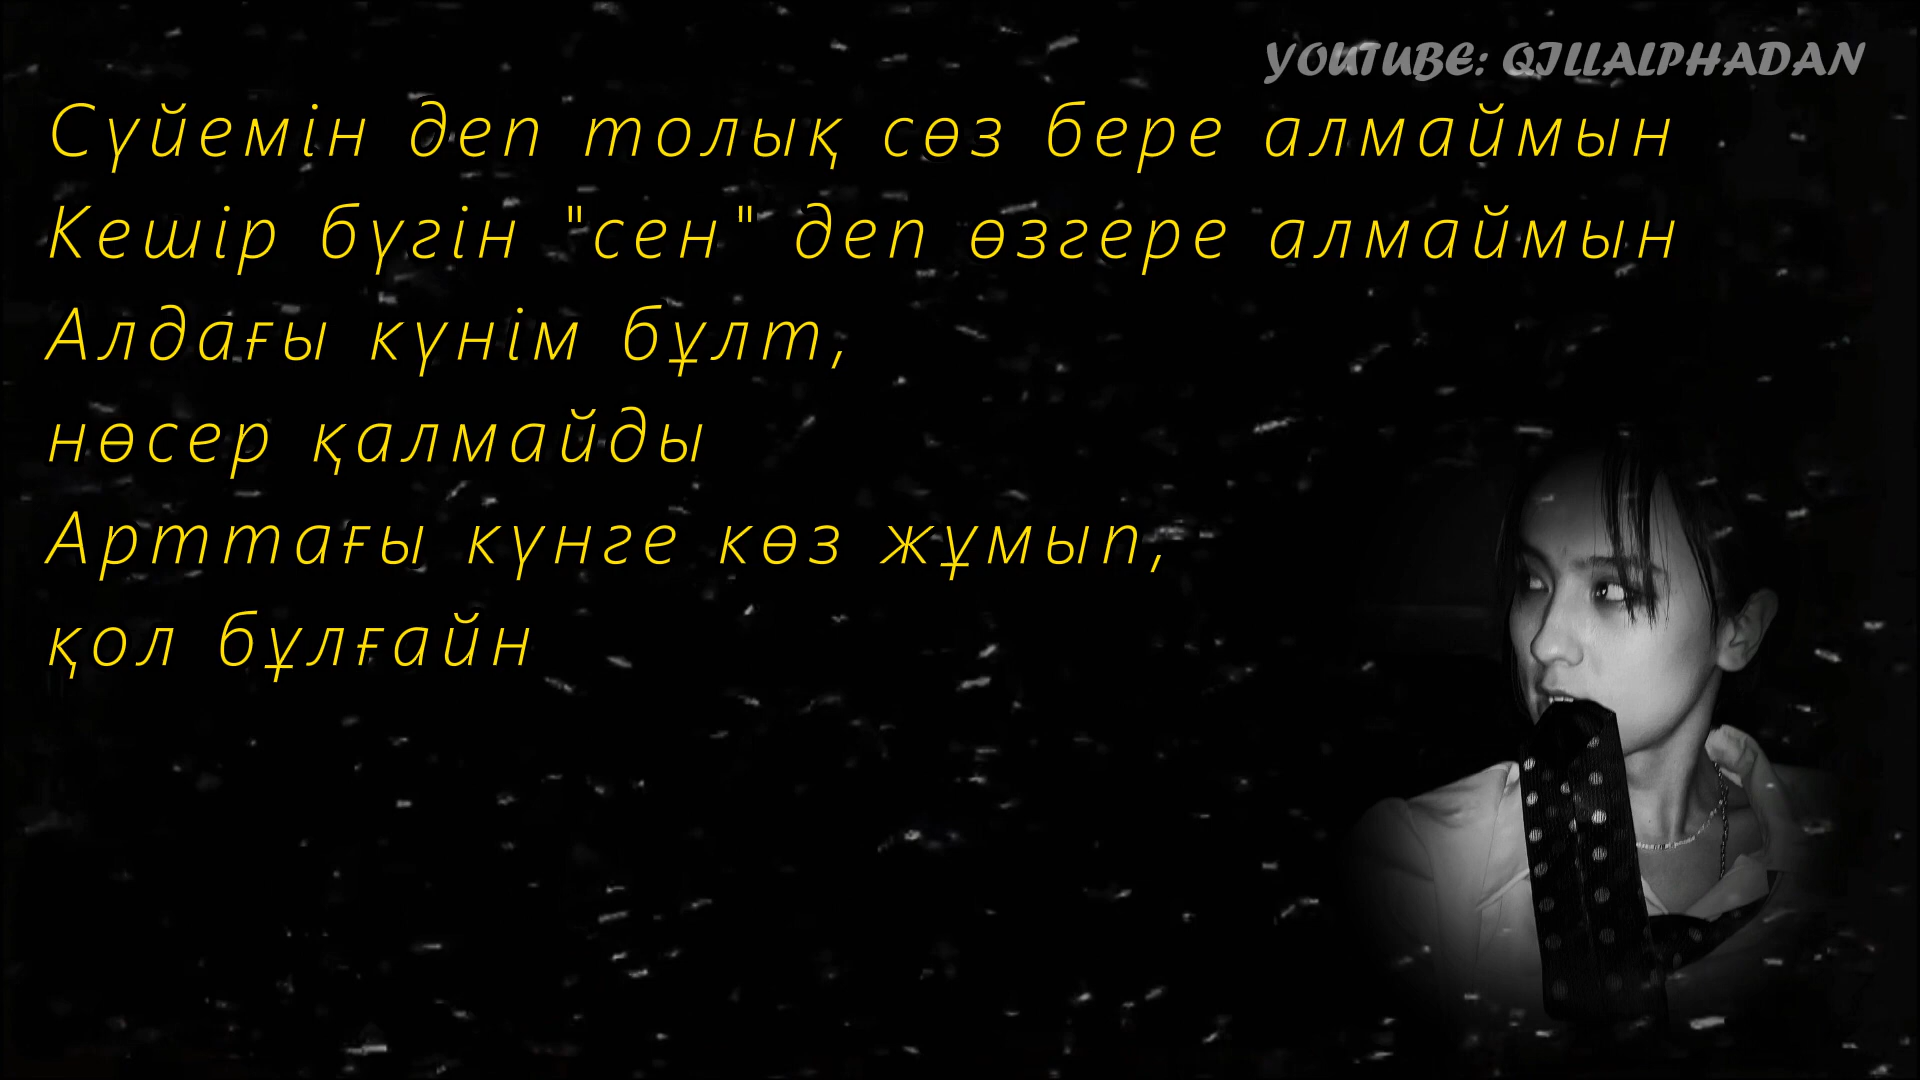 YOUTUBE: QJLLALPHADAN
Сүйемін деп толық сөз бере алмаймын
Кешір бүгін "сен" деп өзгере алмаймын
Алдағы күнім бұлт,
нөсер қалмайды
Арттағы күнге көз жұмып,
қол бұлғайн